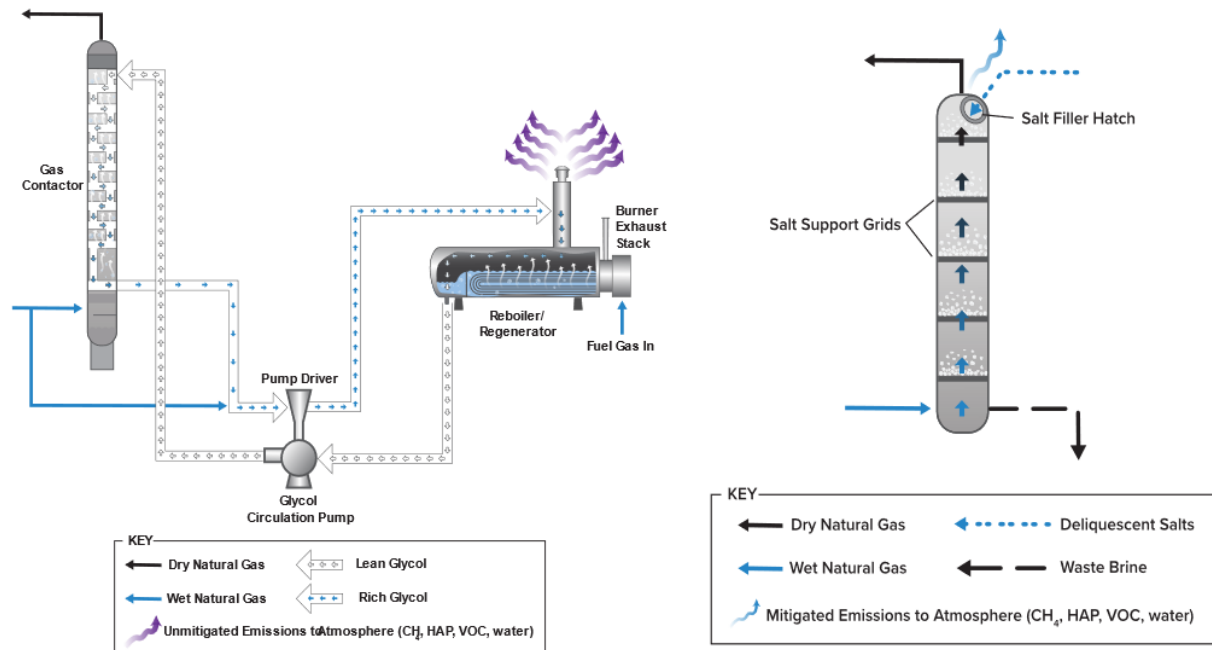 Gas
Contactor
Burner
Exhaust
Stack
Reboiler/
Regenerator
Fuel Gas In
Pump Driver
Glycol
Circulation Pump
KEY
Dry Natural Gas
Lean Glycol
Wet Natural Gas
Rich Glycol
Unmitigated Emissions to Atmosphere (CH4, HAP, VOC, water)
Salt Filler Hatch
Salt Support Grids
KEY
Dry Natural Gas
Deliquescent Salts
Wet Natural Gas
Waste Brine
Mitigated Emissions to Atmosphere (CH4, HAP, VOC, water)